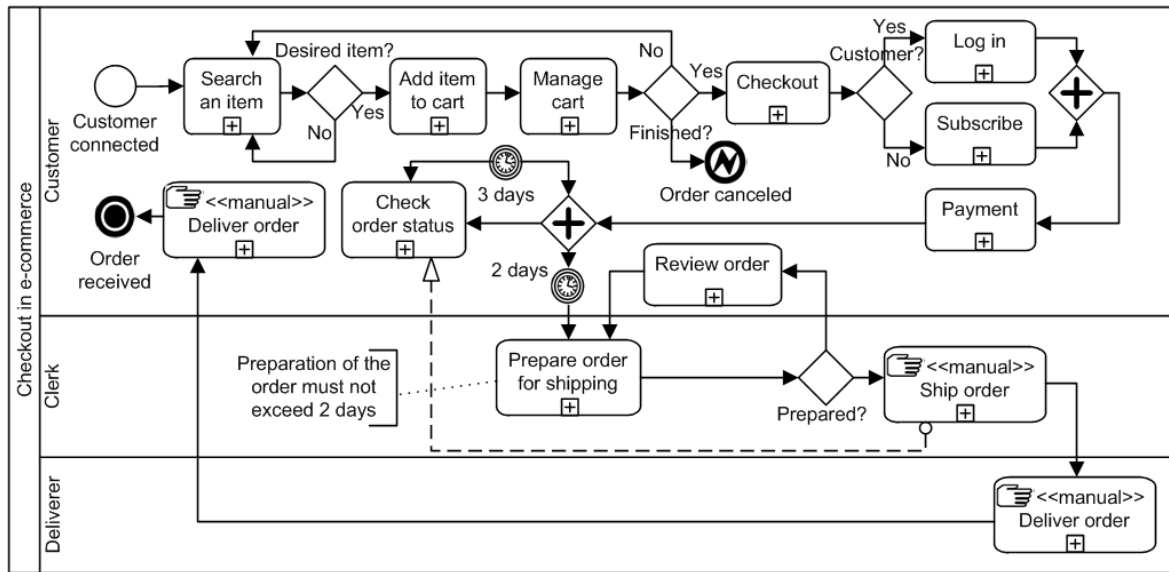 Checkout in e-commerce
Customer
Customer
connected
Search
an item
Desired item?
Yes
No
Add item
to cart
Manage
cart
No
Yes
Finished?
Order canceled
Checkout
Yes
Customer?
No
Log in
Subscribe
Payment
3 days
Check
order status
2 days
<<manual>>
Deliver order
Order
received
Review order
Clerk
Preparation of the
order must not
exceed 2 days
Prepare order
for shipping
Prepared?
<<manual>>
Ship order
Deliverer
<<manual>>
Deliver order